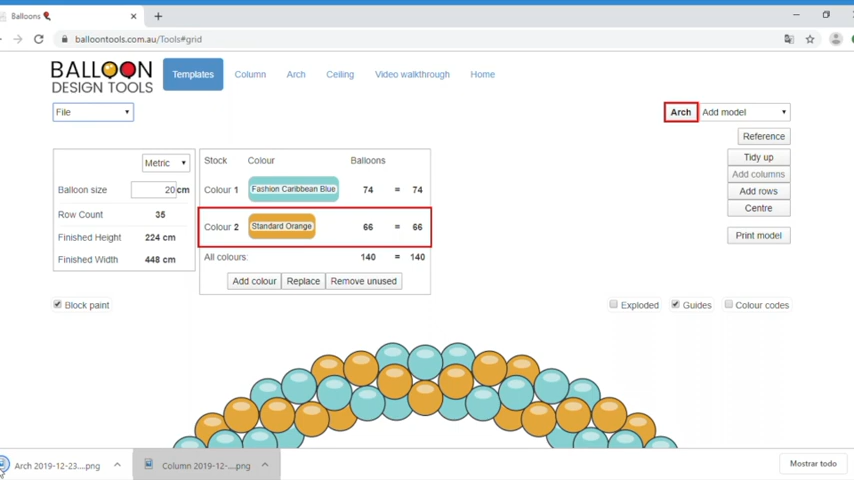 Balloons
balloontools.com.au/Tools#grid
BALLOON
DESIGN TOOLS
Templates
Column
Arch
Ceiling
Video walkthrough
Home
File
Arch
Add model
Reference
Tidy up
Add columns
Add rows
Centre
Print model
Metric
Balloon size 20 cm
Row Count 35
Finished Height 224 cm
Finished Width 448 cm
Stock Colour Balloons
Colour 1 Fashion Caribbean Blue 74 = 74
Colour 2 Standard Orange 66 = 66
All colours: 140 = 140
Add colour Replace Remove unused
Block paint
Exploded Guides Colour codes
Arch 2019-12-23....png
Column 2019-12-....png
Mostrar todo